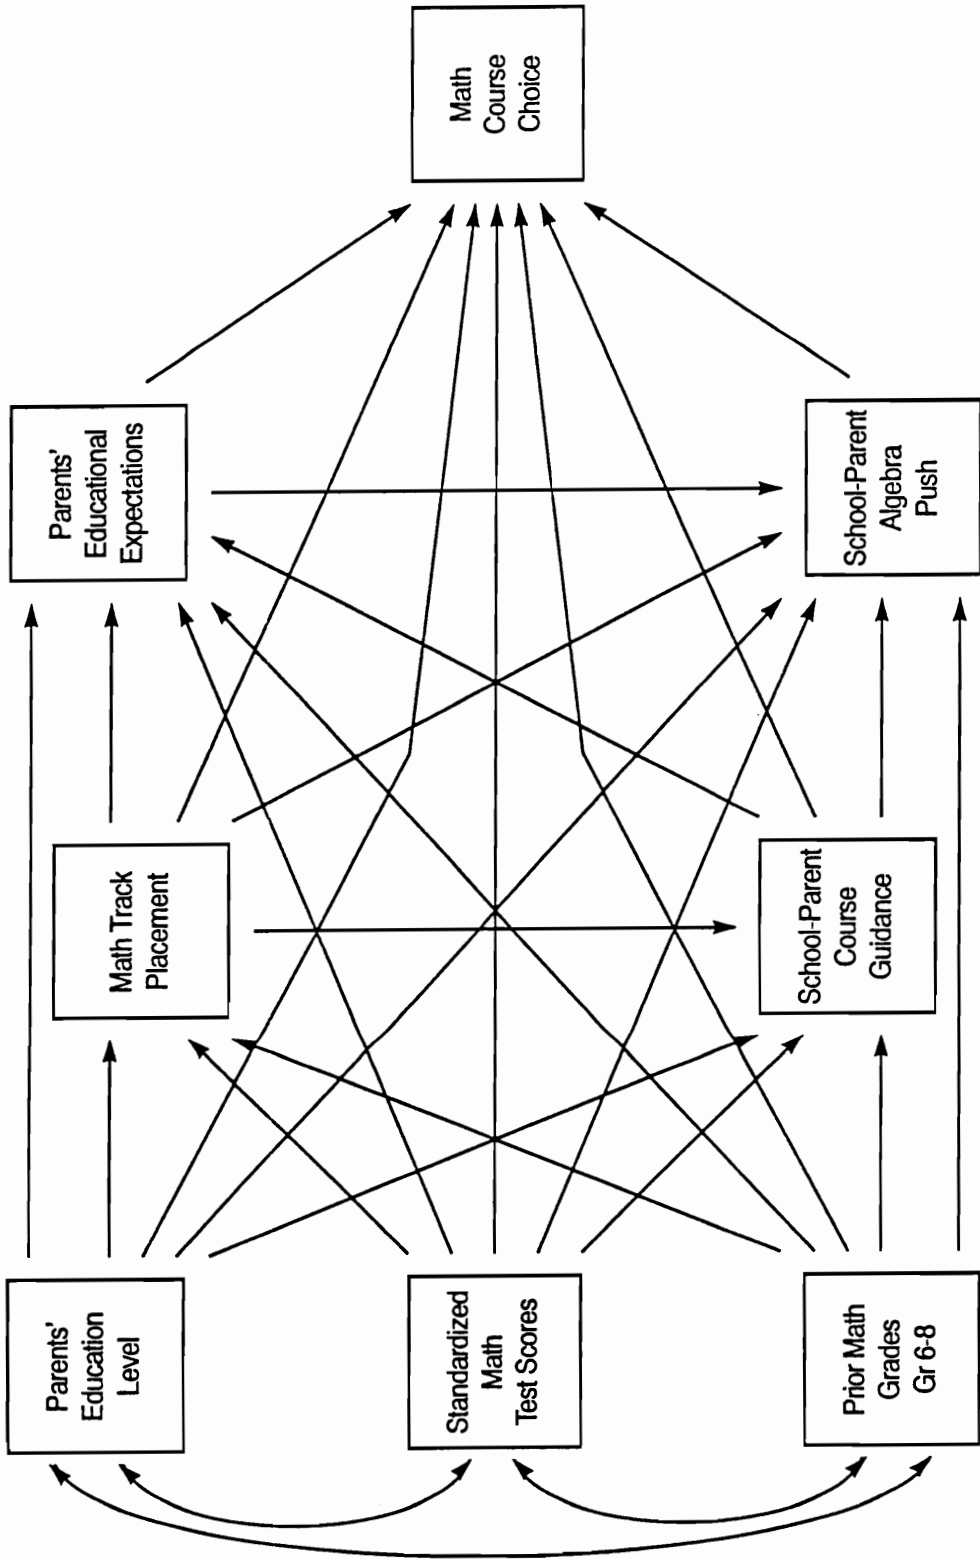 Parents'
Education
Level
Standardized
Math
Test Scores
Prior Math
Grades
Gr 6-8
Math Track
Placement
School-Parent
Course
Guidance
Parents'
Educational
Expectations
School-Parent
Algebra
Push
Math
Course
Choice